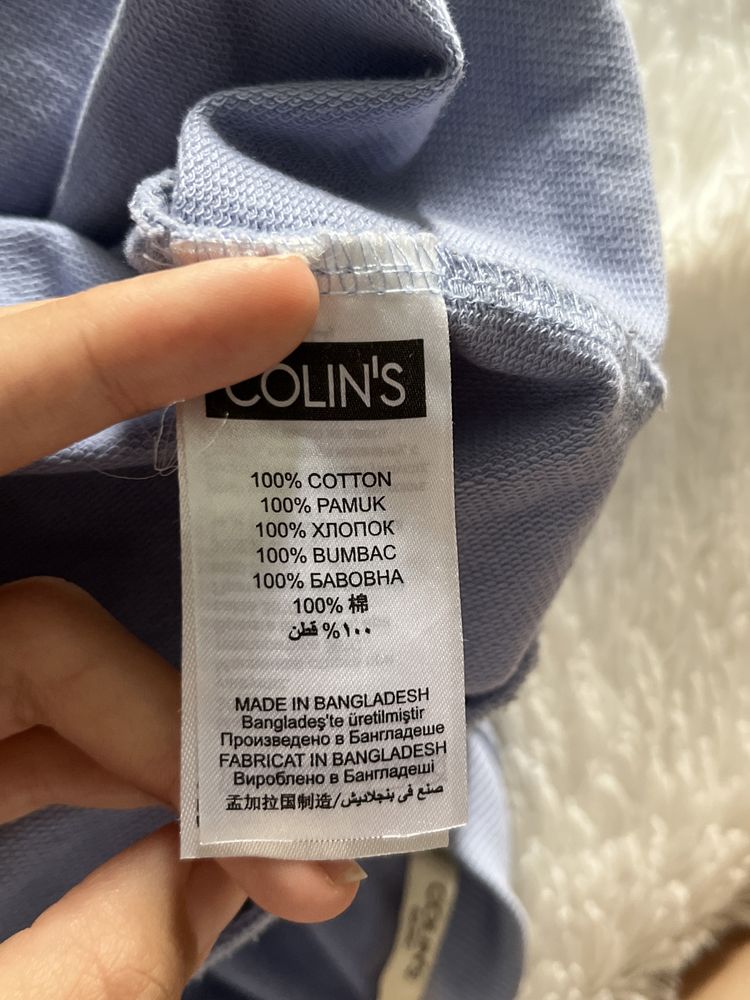 COLIN'S
100% COTTON
100% PAMUK
100% ХЛОПОК
100% BUMBAC
100% БАВОВНА
100% 棉
١٠٠% قطن
MADE IN BANGLADESH
Bangladeş'te üretilmiştir
Произведено в Бангладеше
FABRICAT IN BANGLADESH
Вироблено в Бангладеші
孟加拉国制造/صنع في بنجلاديش
COLIN'S